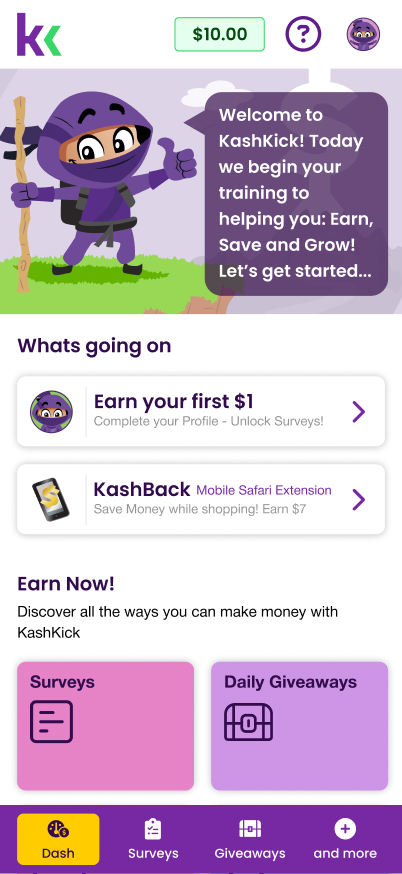 k
$10.00
?
Welcome to
KashKick! Today
we begin your
training to
helping you: Earn,
Save and Grow!
Let's get started...
Whats going on
Earn your first $1
Complete your Profile - Unlock Surveys!
KashBack Mobile Safari Extension
Save Money while shopping! Earn $7
Earn Now!
Discover all the ways you can make money with
KashKick
Surveys
Daily Giveaways
Dash
Surveys
Giveaways
and more